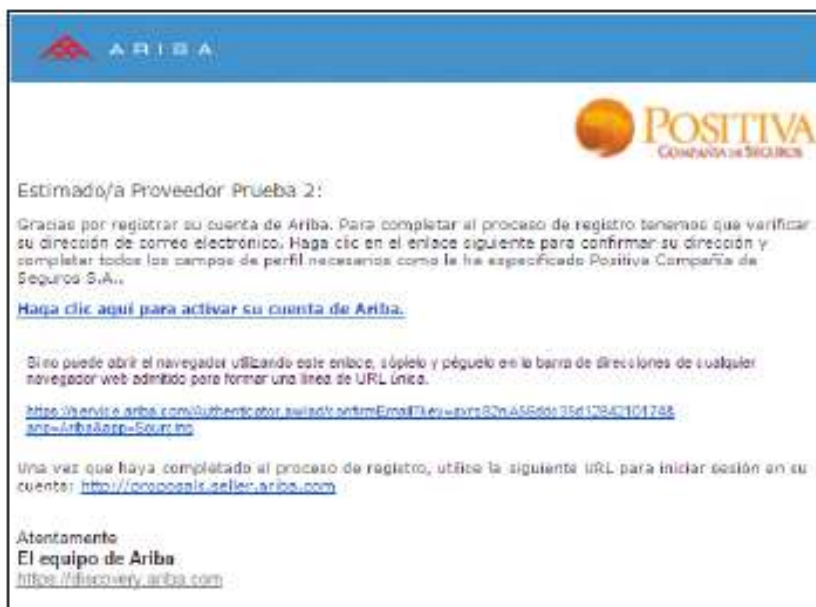 ARIBA
POSITIVA
COMPAÑÍA DE SEGUROS
Estimado/a Proveedor Prueba 2:
Gracias por registrar su cuenta de Ariba. Para completar el proceso de registro tenemos que verificar
su dirección de correo electrónico. Haga clic en el enlace siguiente para confirmar su dirección y
completar todos los campos de perfil necesarios como le ha especificado Positiva Compañía de
Seguros S.A..
Haga clic aquí para activar su cuenta de Ariba.
Si no puede abrir el navegador utilizando este enlace, cópielo y péguelo en la barra de direcciones de cualquier
navegador web admitido para formar una línea de URL única.
anp=Ariba&app=Sourcing
Una vez que haya completado el proceso de registro, utilice la siguiente URL para iniciar sesión en su
cuenta: http://proposals.seller.ariba.com
Atentamente
El equipo de Ariba
https://discovery.ariba.com